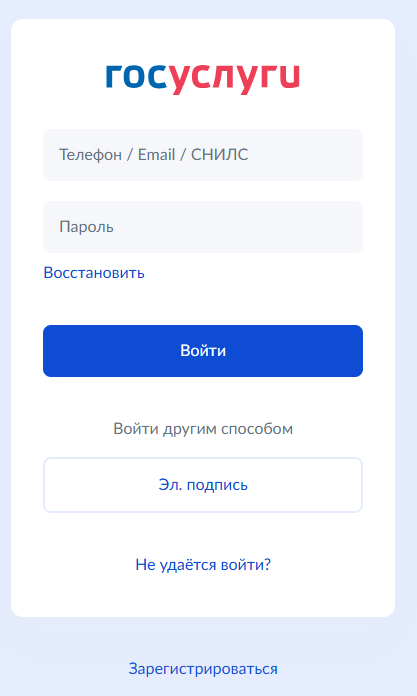 госуслуги
Телефон / Email / СНИЛС
Пароль
Восстановить
Войти
Войти другим способом
Эл. подпись
Не удаётся войти?
Зарегистрироваться